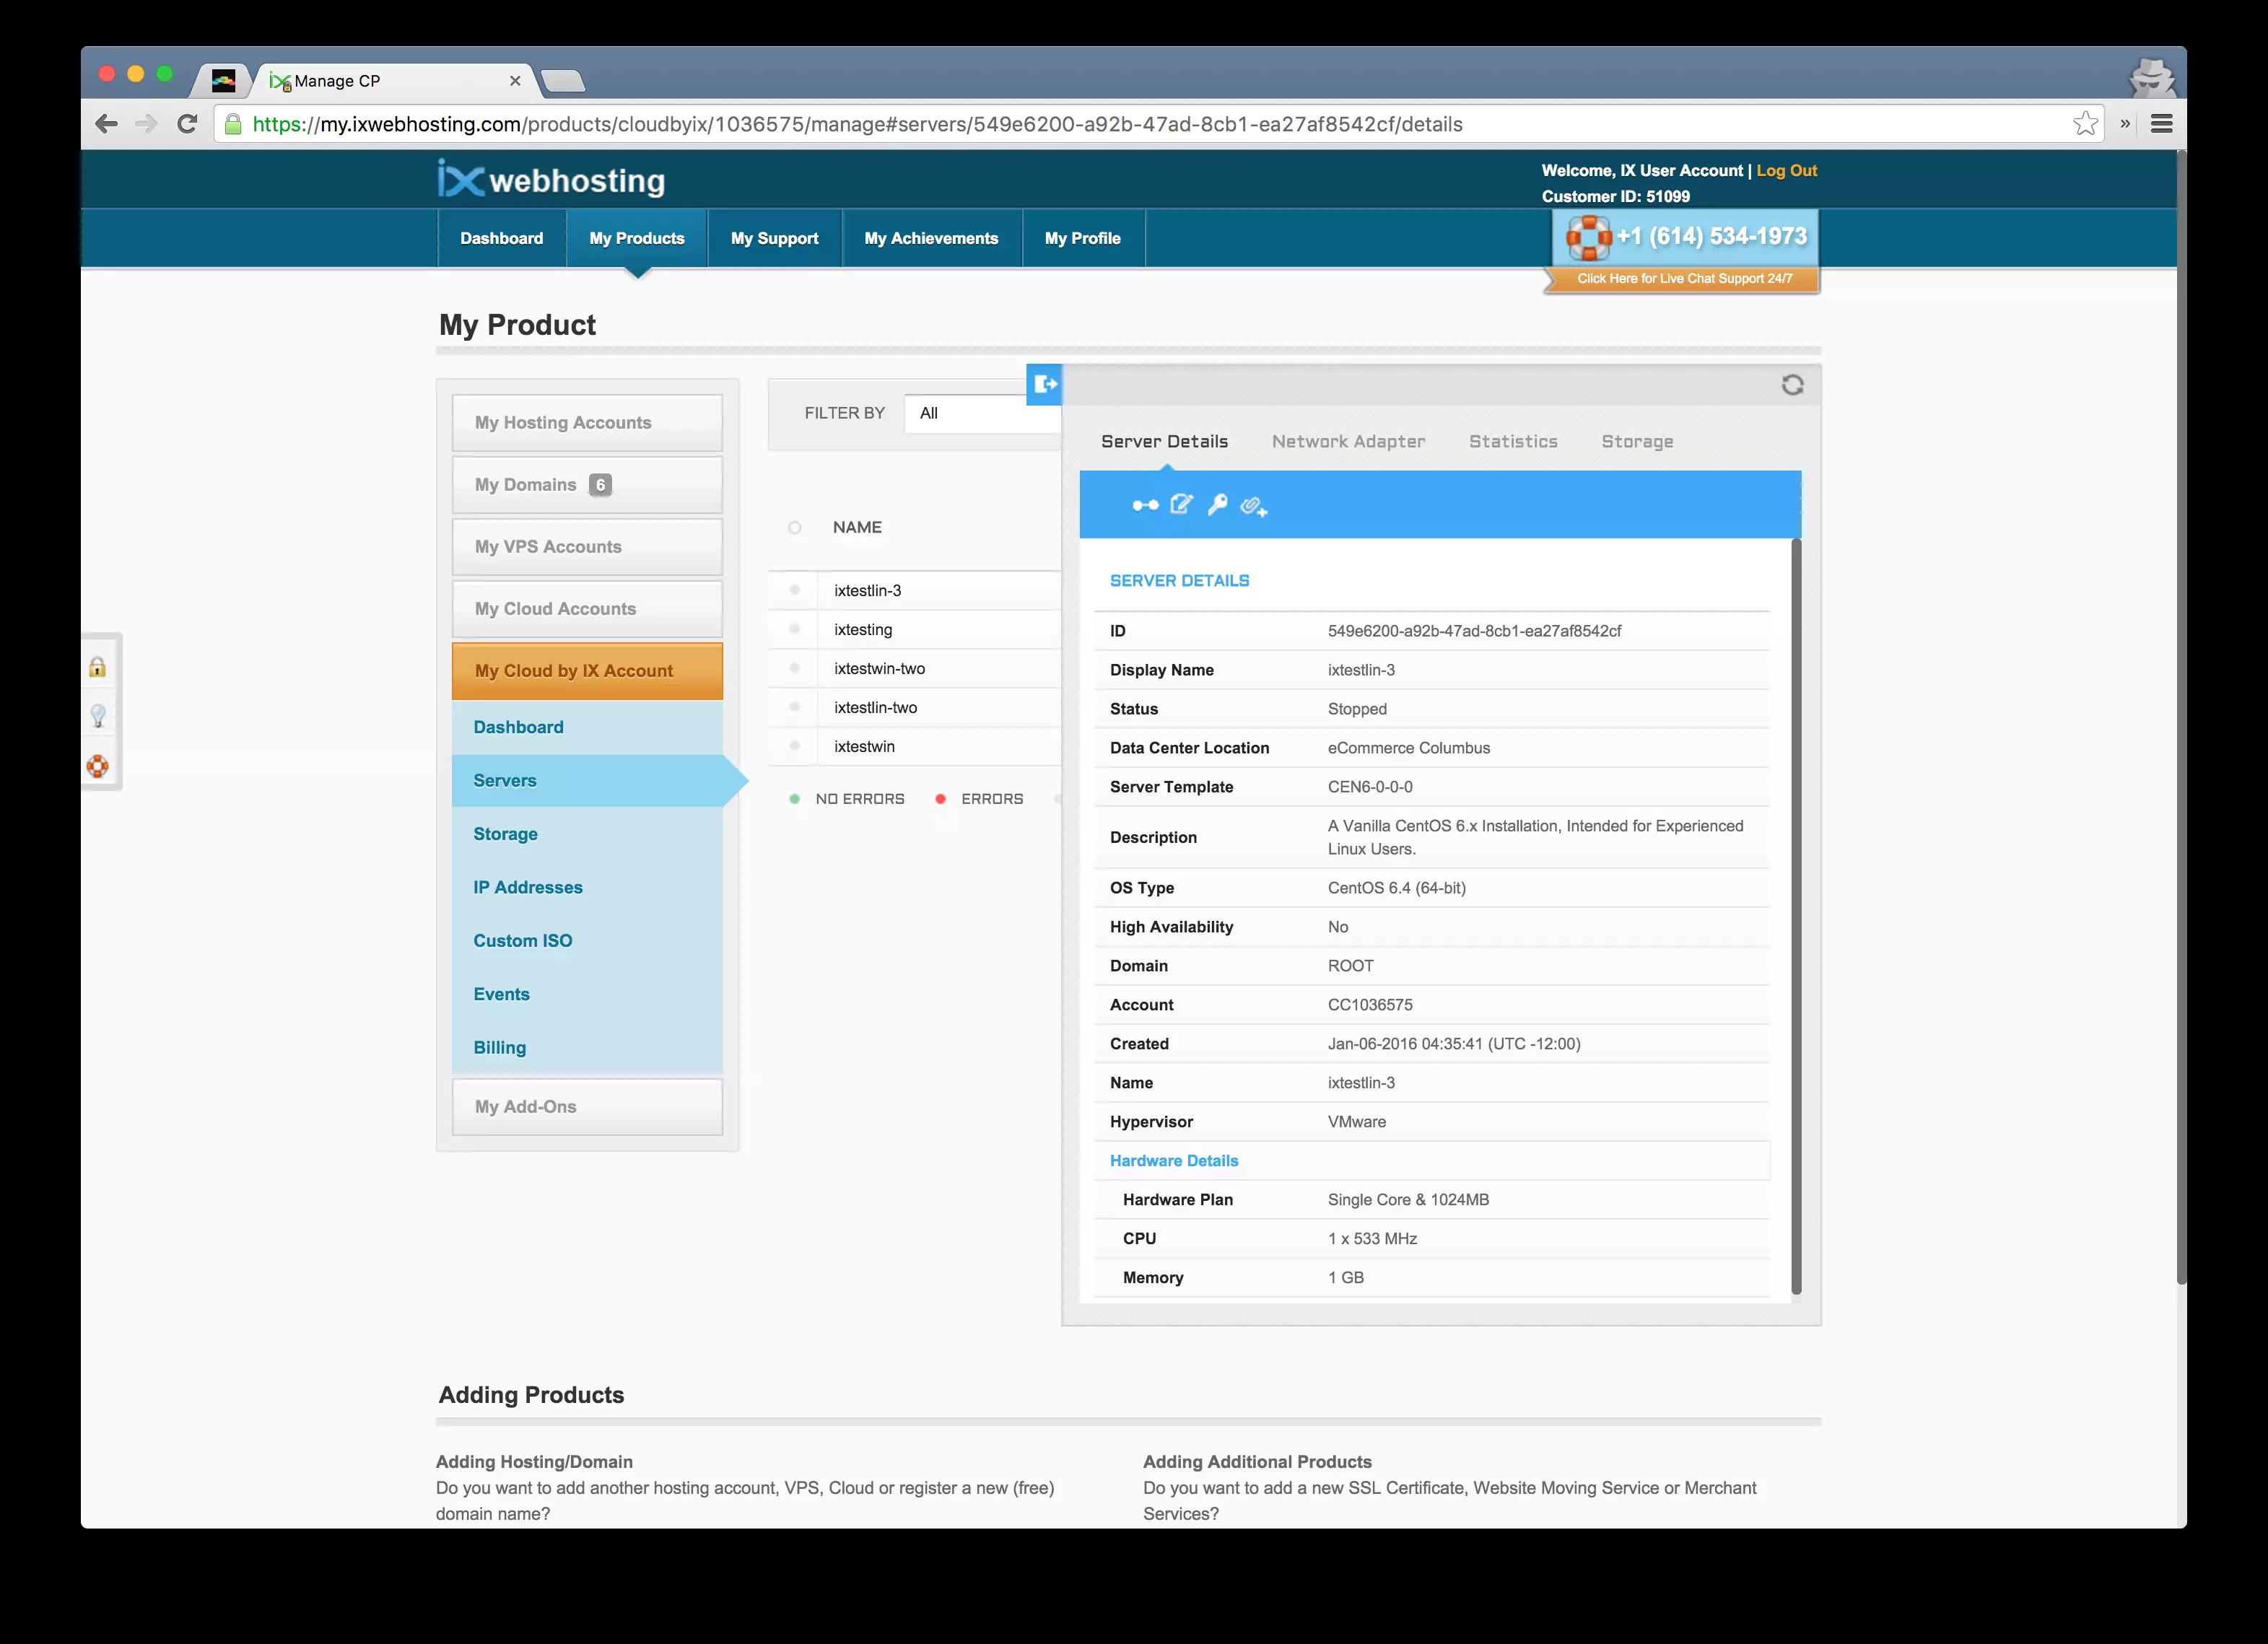 Manage CP
https://my.ixwebhosting.com/products/cloudbyix/1036575/manage#servers/549e6200-a92b-47ad-8cb1-ea27af8542cf/details
ix webhosting
Welcome, IX User Account | Log Out
Customer ID: 51099
Dashboard
My Products
My Support
My Achievements
My Profile
+1 (614) 534-1973
Click Here for Live Chat Support 24/7
My Product
My Hosting Accounts
My Domains 6
My VPS Accounts
My Cloud Accounts
My Cloud by IX Account
Dashboard
Servers
Storage
IP Addresses
Custom ISO
Events
Billing
My Add-Ons
FILTER BY All
NAME
ixtestlin-3
ixtesting
ixtestwin-two
ixtestlin-two
ixtestwin
NO ERRORS ERRORS
Server Details Network Adapter Statistics Storage
SERVER DETAILS
ID 549e6200-a92b-47ad-8cb1-ea27af8542cf
Display Name ixtestlin-3
Status Stopped
Data Center Location eCommerce Columbus
Server Template CEN6-0-0-0
Description A Vanilla CentOS 6.x Installation, Intended for Experienced
Linux Users.
OS Type CentOS 6.4 (64-bit)
High Availability No
Domain ROOT
Account CC1036575
Created Jan-06-2016 04:35:41 (UTC -12:00)
Name ixtestlin-3
Hypervisor VMware
Hardware Details
Hardware Plan Single Core & 1024MB
CPU 1 x 533 MHz
Memory 1 GB
Adding Products
Adding Hosting/Domain
Do you want to add another hosting account, VPS, Cloud or register a new (free)
domain name?
Adding Additional Products
Do you want to add a new SSL Certificate, Website Moving Service or Merchant
Services?